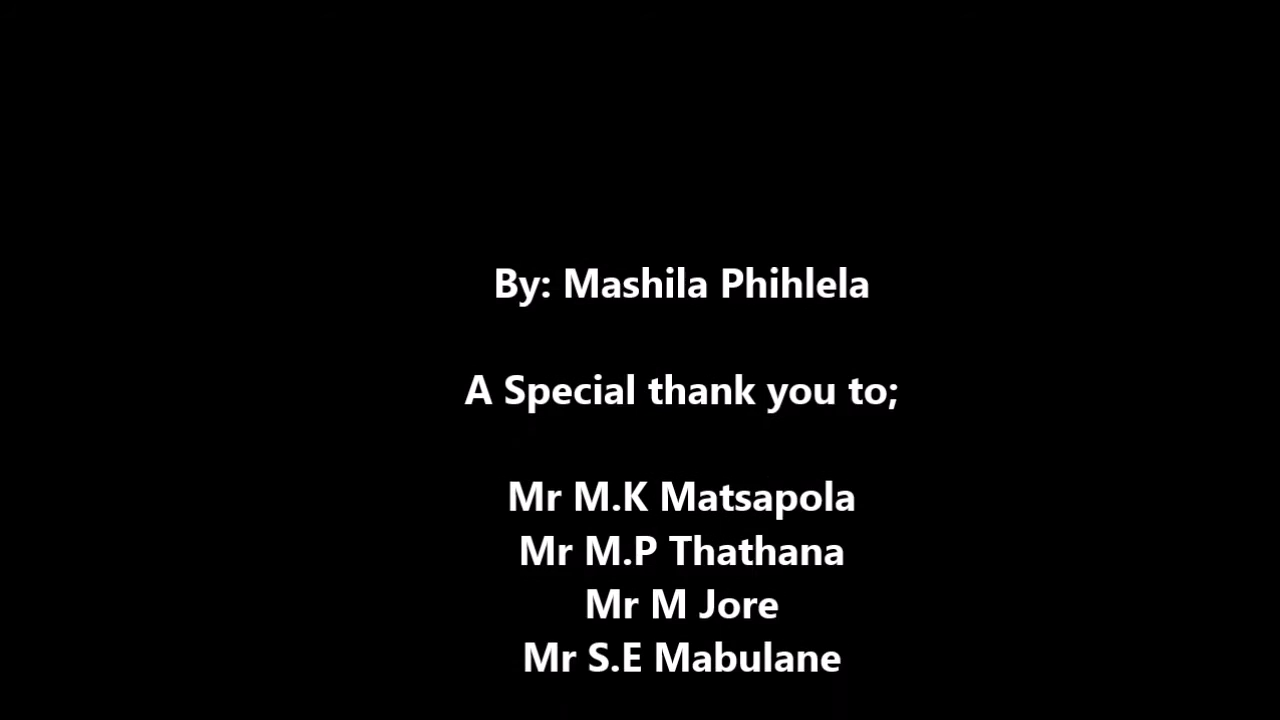 By: Mashila Phihlela
A Special thank you to;
Mr M.K Matsapola
Mr M.P Thathana
Mr M Jore
Mr S.E Mabulane